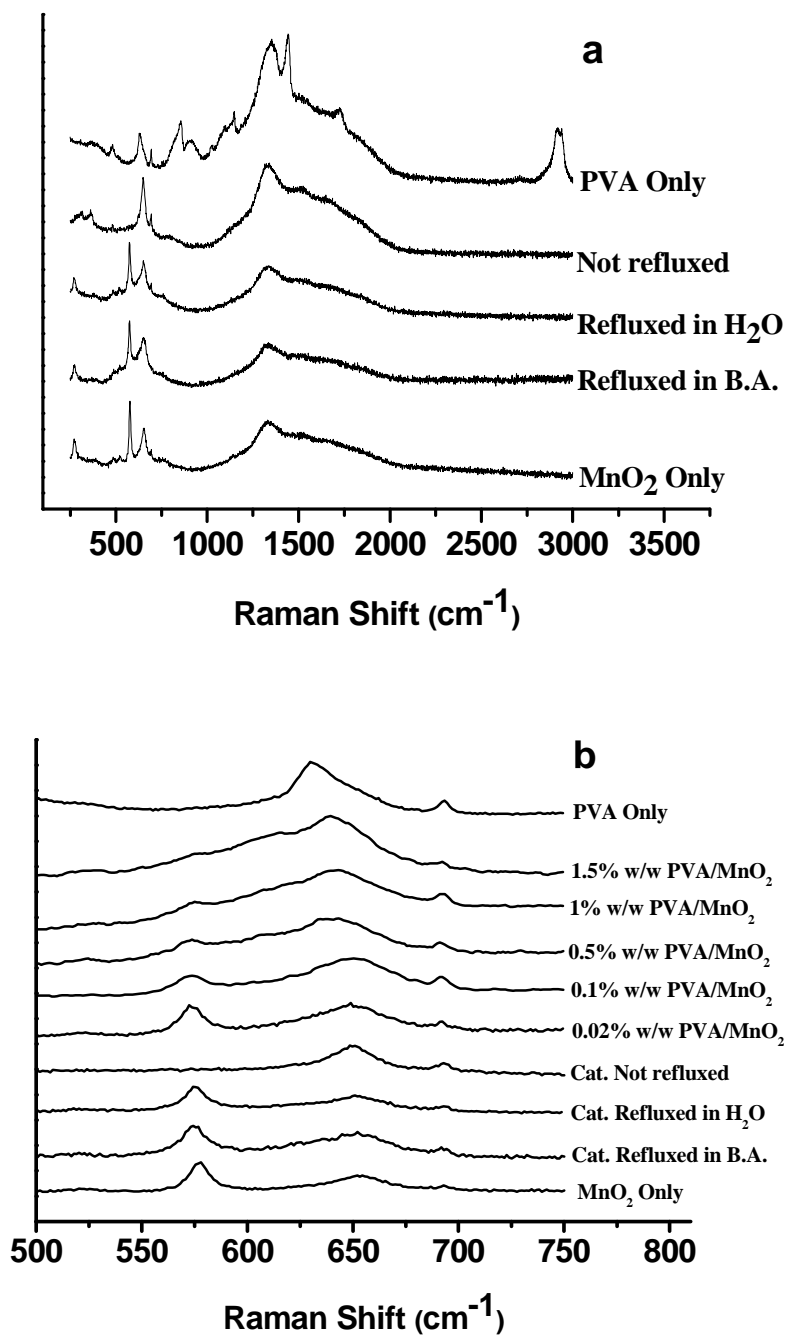 a
PVA Only
Not refluxed
Refluxed in H2O
Refluxed in B.A.
MnO2 Only
500 1000 1500 2000 2500 3000 3500
Raman Shift (cm-1)
b
PVA Only
1.5% w/w PVA/MnO2
1% w/w PVA/MnO2
0.5% w/w PVA/MnO2
0.1% w/w PVA/MnO2
0.02% w/w PVA/MnO2
Cat. Not refluxed
Cat. Refluxed in H2O
Cat. Refluxed in B.A.
MnO2 Only
500 550 600 650 700 750 800
Raman Shift (cm-1)